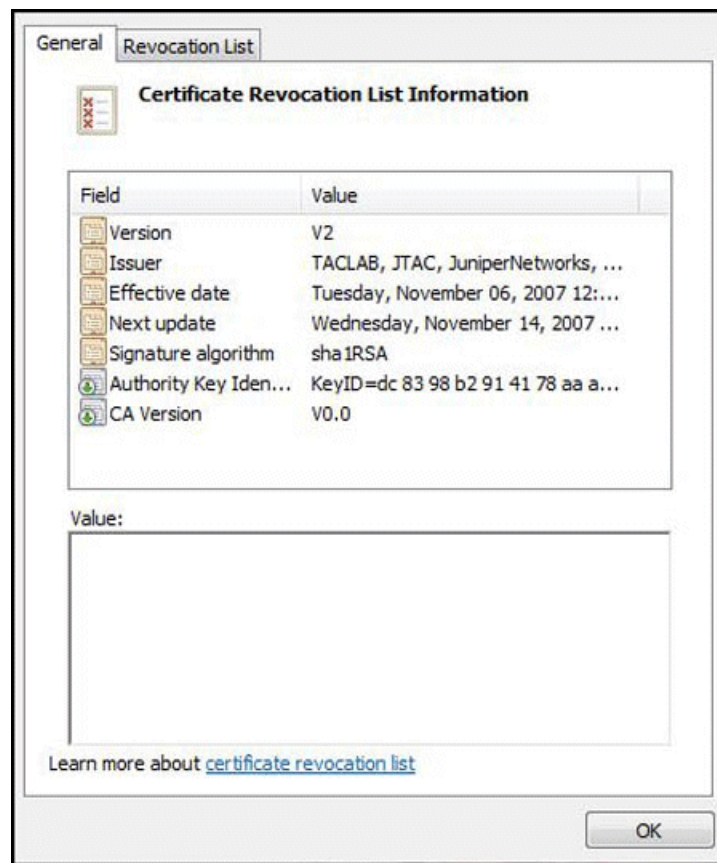 General Revocation List
Certificate Revocation List Information
Field Value
Version V2
Issuer TACLAB, JTAC, JuniperNetworks, ...
Effective date Tuesday, November 06, 2007 12:...
Next update Wednesday, November 14, 2007 ...
Signature algorithm sha1RSA
Authority Key Iden... KeyID=dc 83 98 b2 91 41 78 aa a...
CA Version V0.0
Value:
Learn more about certificate revocation list
OK